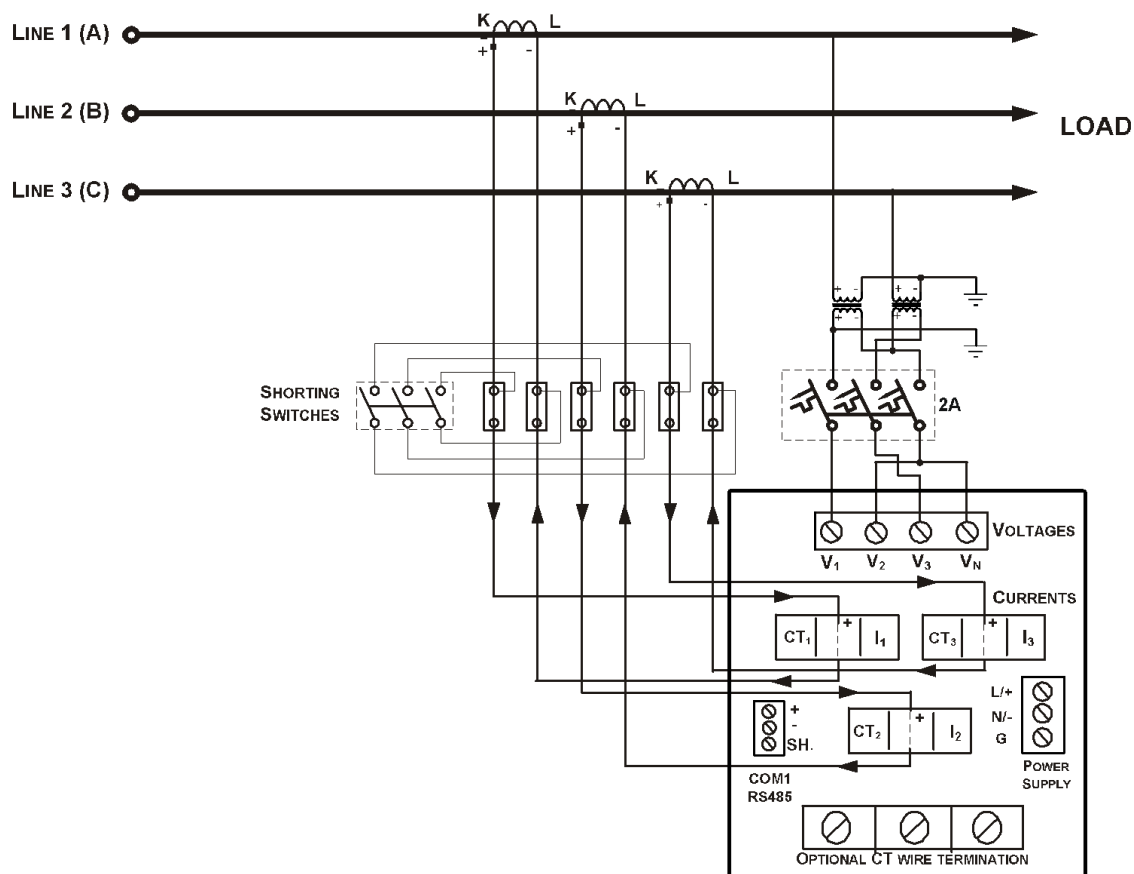 K L
LINE 1 (A)
+ -
K L
LINE 2 (B)
+ -
LOAD
K L
LINE 3 (C)
+ -
+ - + -
+ - + -
SHORTING
SWITCHES
2A
VOLTAGES
V1 V2 V3 VN
CURRENTS
CT1 + I1
CT3 + I3
L/+
N/-
G
POWER
SUPPLY
+
-
SH.
COM1
RS485
CT2 + I2
OPTIONAL CT WIRE TERMINATION